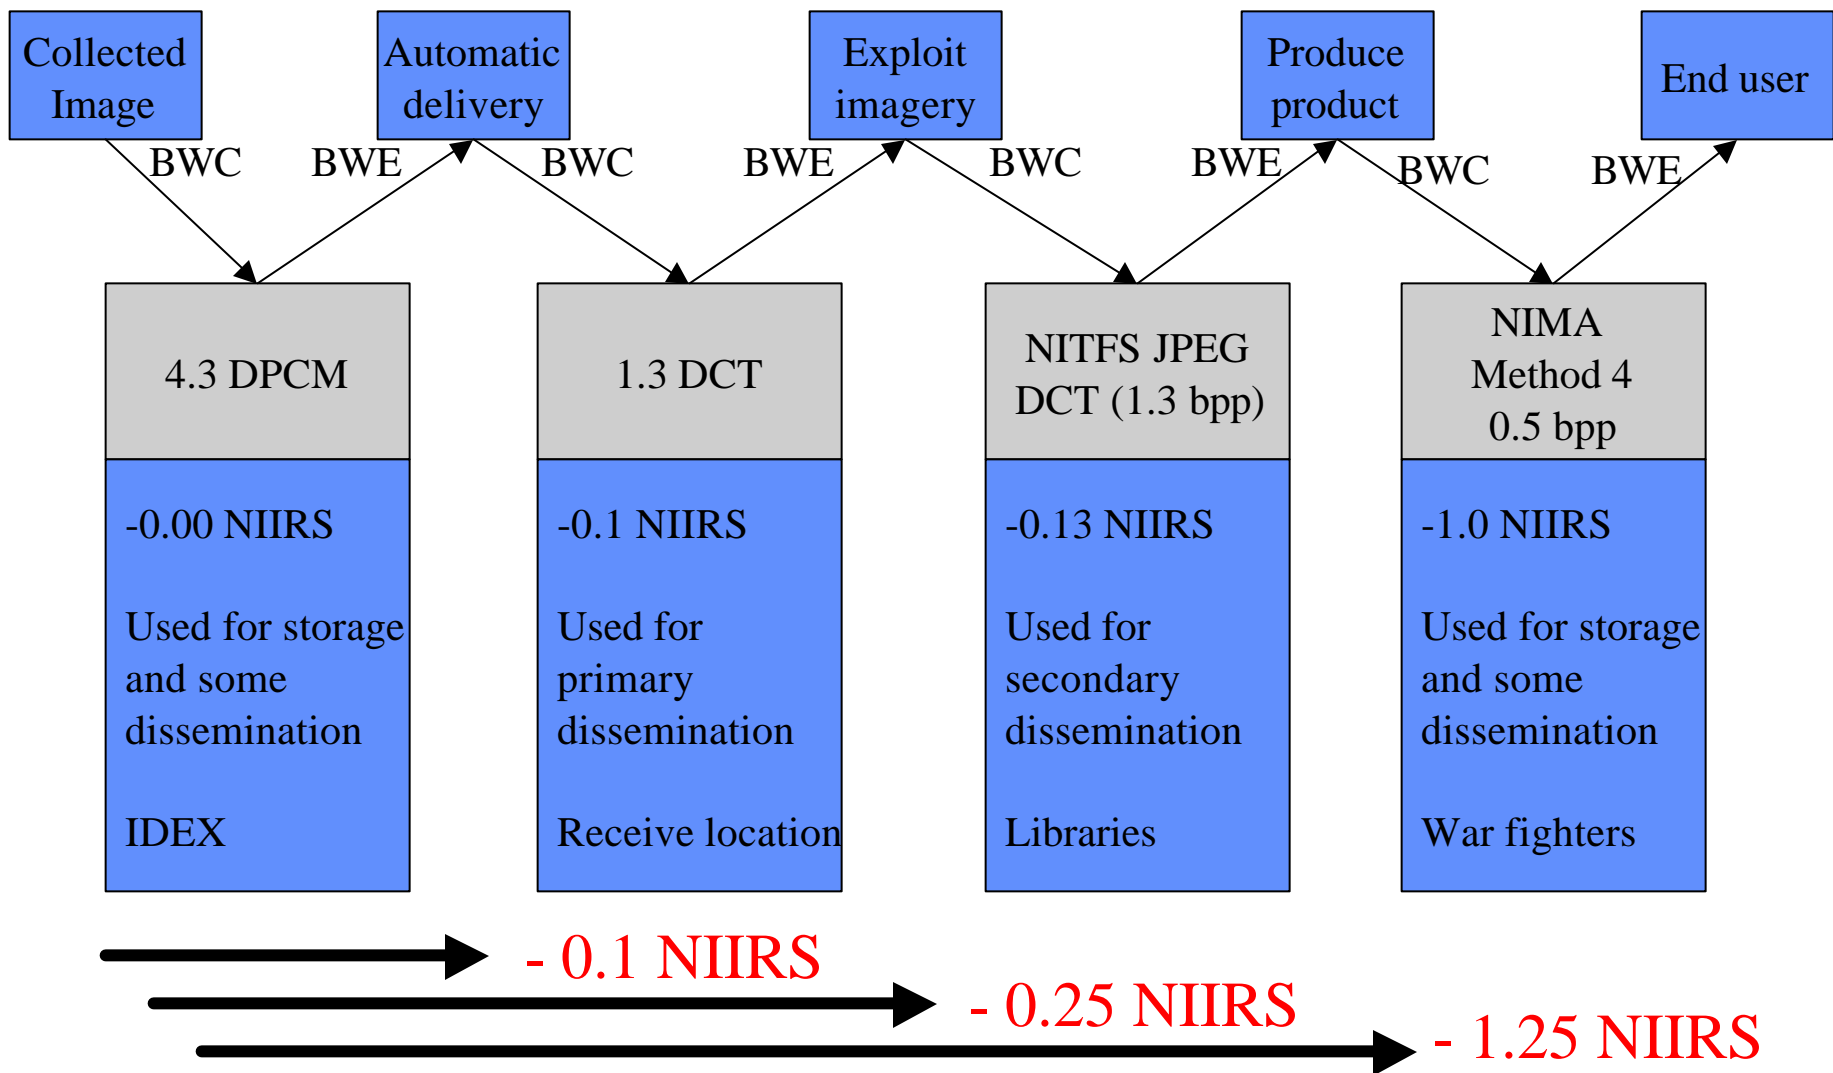 Collected
Image
Automatic
delivery
Exploit
imagery
Produce
product
End user
BWC
BWE
BWC
BWE
BWC
BWE
BWC
BWE
4.3 DPCM
1.3 DCT
NITFS JPEG
DCT (1.3 bpp)
NIMA
Method 4
0.5 bpp
-0.00 NIIRS
Used for storage
and some
dissemination
IDEX
-0.1 NIIRS
Used for
primary
dissemination
Receive location
-0.13 NIIRS
Used for
secondary
dissemination
Libraries
-1.0 NIIRS
Used for storage
and some
dissemination
War fighters
- 0.1 NIIRS
- 0.25 NIIRS
- 1.25 NIIRS